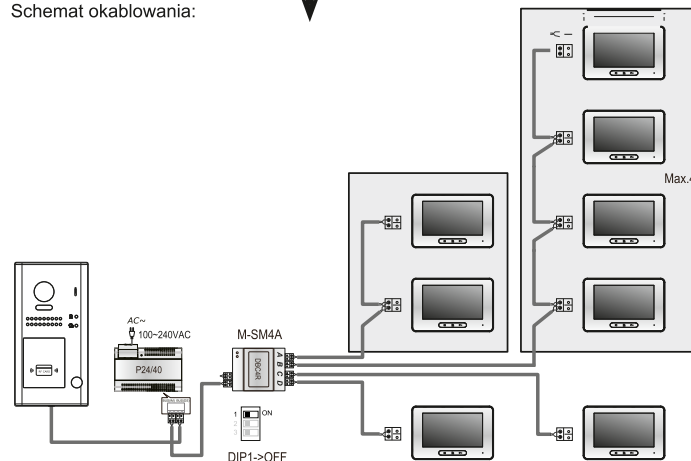 Schemat okablowania:
Max.4
AC~
100~240VAC
P24/40
M-SM4A
DBC4R
A
B
C
D
1
ON
2
3
DIP1->OFF